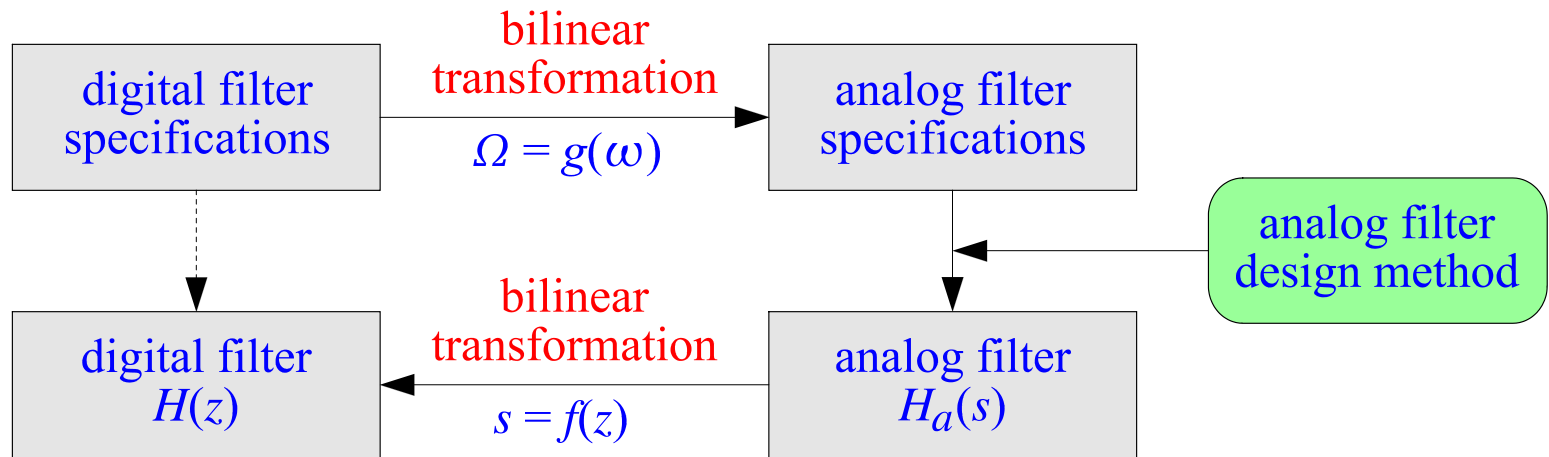 digital filter
specifications
bilinear
transformation
Ω = g(ω)
analog filter
specifications
analog filter
design method
digital filter
H(z)
bilinear
transformation
s = f(z)
analog filter
Hₐ(s)